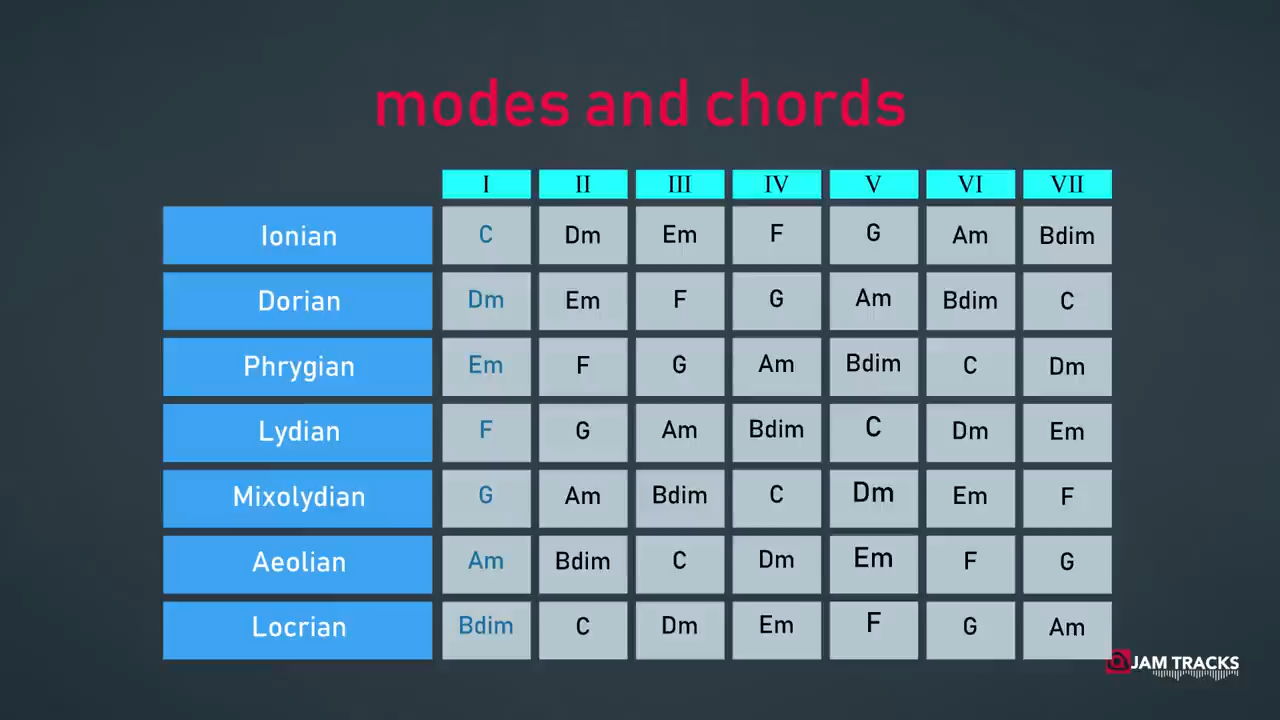 modes and chords
I II III IV V VI VII
Ionian C Dm Em F G Am Bdim
Dorian Dm Em F G Am Bdim C
Phrygian Em F G Am Bdim C Dm
Lydian F G Am Bdim C Dm Em
Mixolydian G Am Bdim C Dm Em F
Aeolian Am Bdim C Dm Em F G
Locrian Bdim C Dm Em F G Am
JAM TRACKS